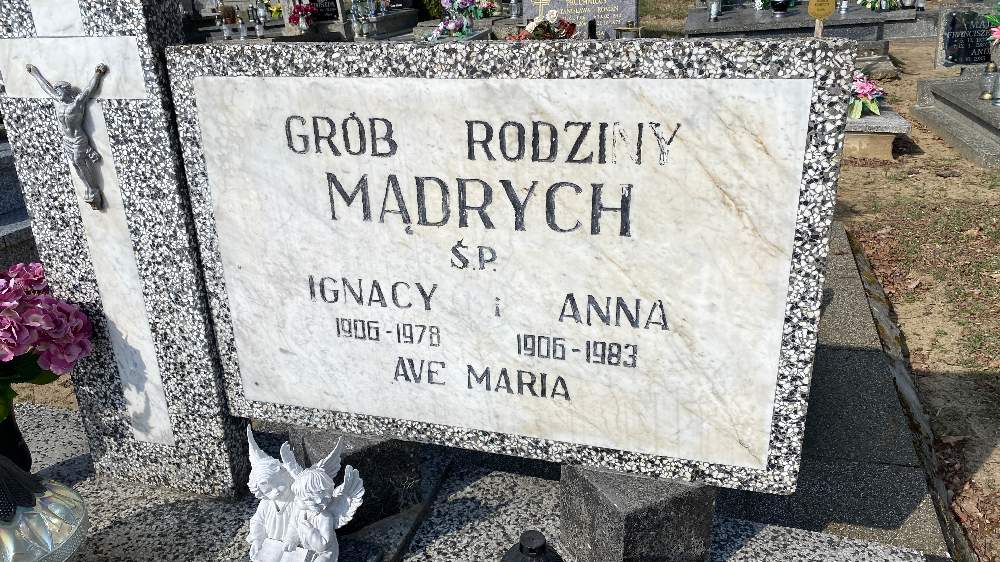 GRÓB RODZINY
MĄDRYCH
Ś.P.
IGNACY i ANNA
1906-1978 1906-1983
AVE MARIA